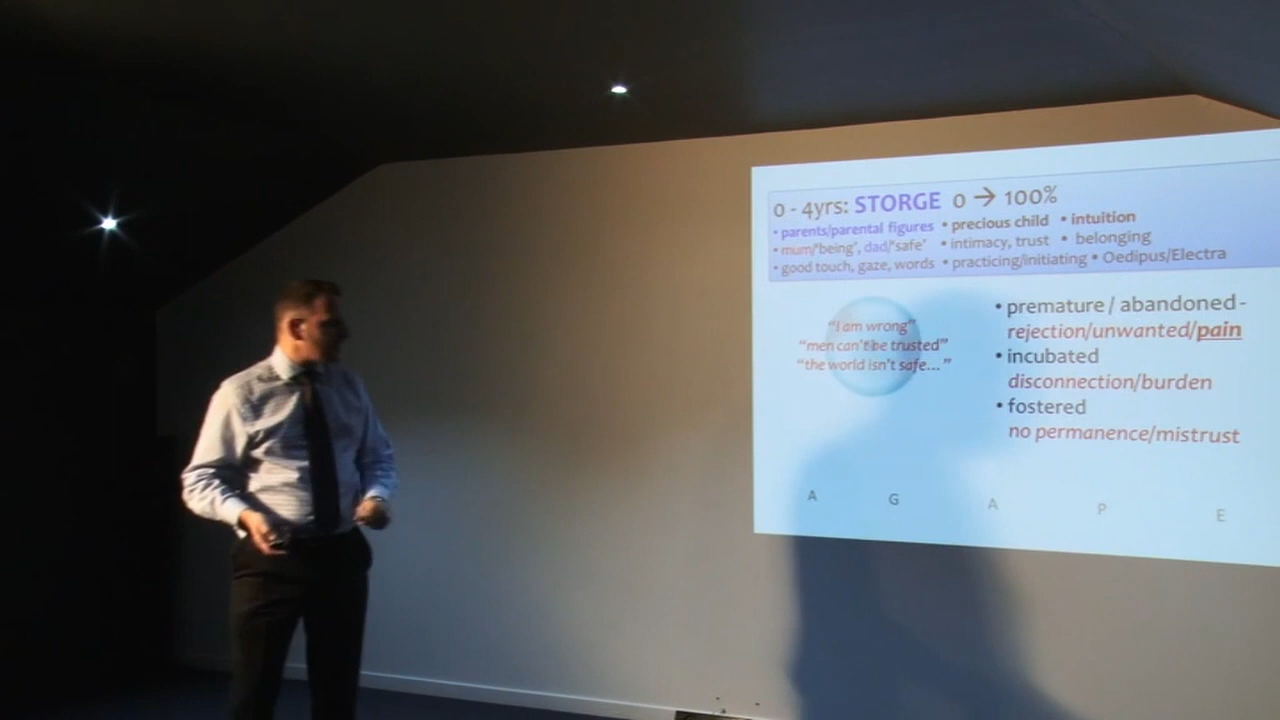 0 - 4yrs: STORGE 0 → 100%
• parents/parental figures • precious child • intuition
• mum/'being', dad/'safe' • intimacy, trust • belonging
• good touch, gaze, words • practicing/initiating • Oedipus/Electra
"I am wrong"
"men can't be trusted"
"the world isn't safe..."
• premature / abandoned -
rejection/unwanted/pain
• incubated
disconnection/burden
• fostered
no permanence/mistrust
A G A P E